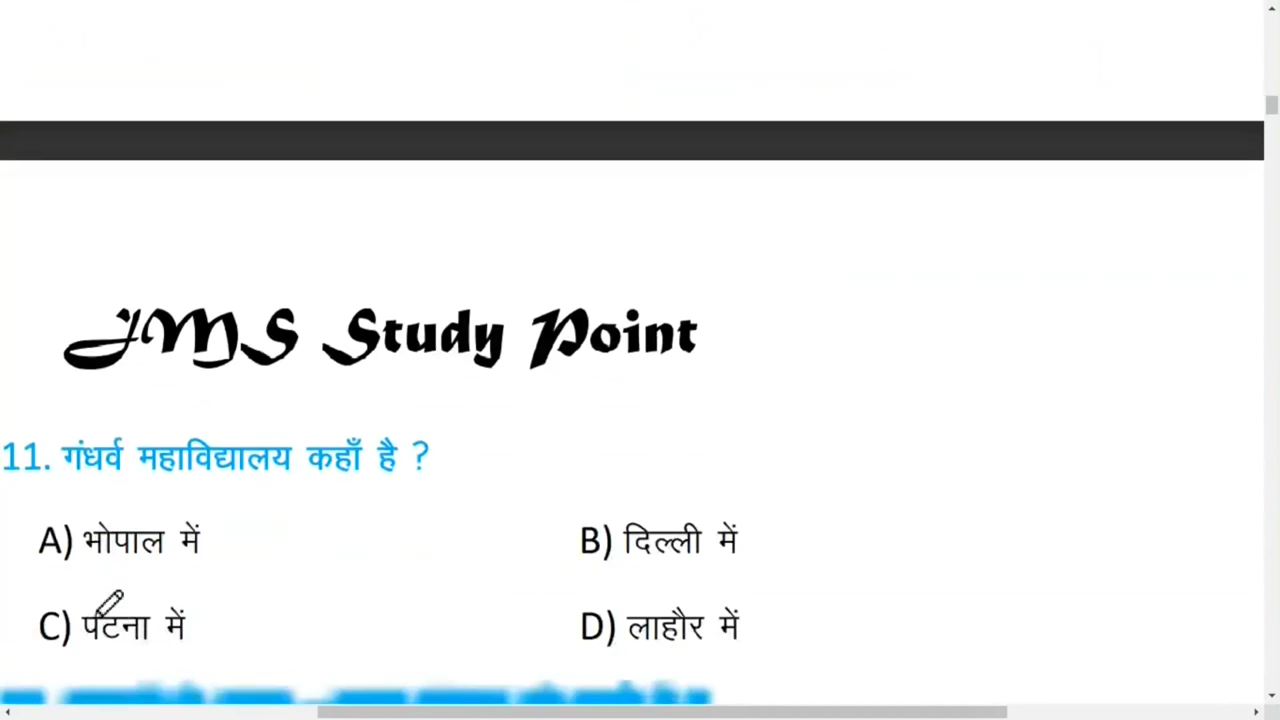 JMS Study Point
11. गंधर्व महाविद्यालय कहाँ है ?
A) भोपाल में
B) दिल्ली में
C) पटना में
D) लाहौर में